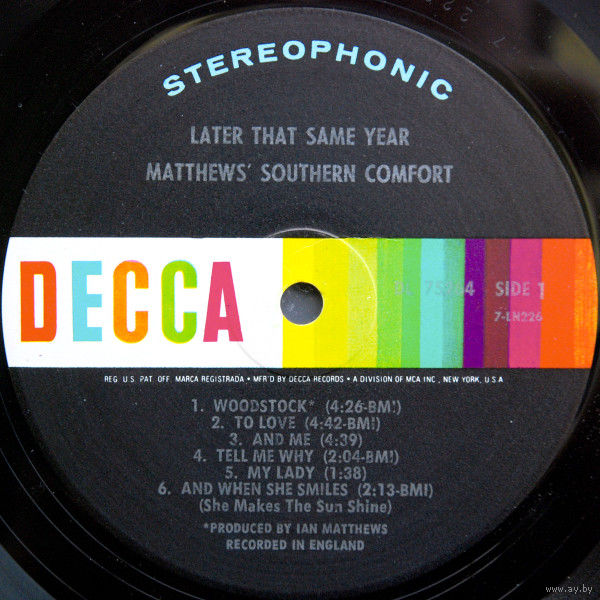 STEREOPHONIC
LATER THAT SAME YEAR
MATTHEWS' SOUTHERN COMFORT
DECCA
SIDE 1
7-LN226
REG. U.S. PAT. OFF. MARCA REGISTRADA • MFR'D BY DECCA RECORDS • A DIVISION OF MCA INC., NEW YORK, U.S.A
1. WOODSTOCK* (4:26-BMI)
2. TO LOVE (4:42-BMI)
3. AND ME (4:39)
4. TELL ME WHY (2:04-BMI)
5. MY LADY (1:38)
6. AND WHEN SHE SMILES (2:13-BMI)
(She Makes The Sun Shine)
*PRODUCED BY IAN MATTHEWS
RECORDED IN ENGLAND
www.ay.by